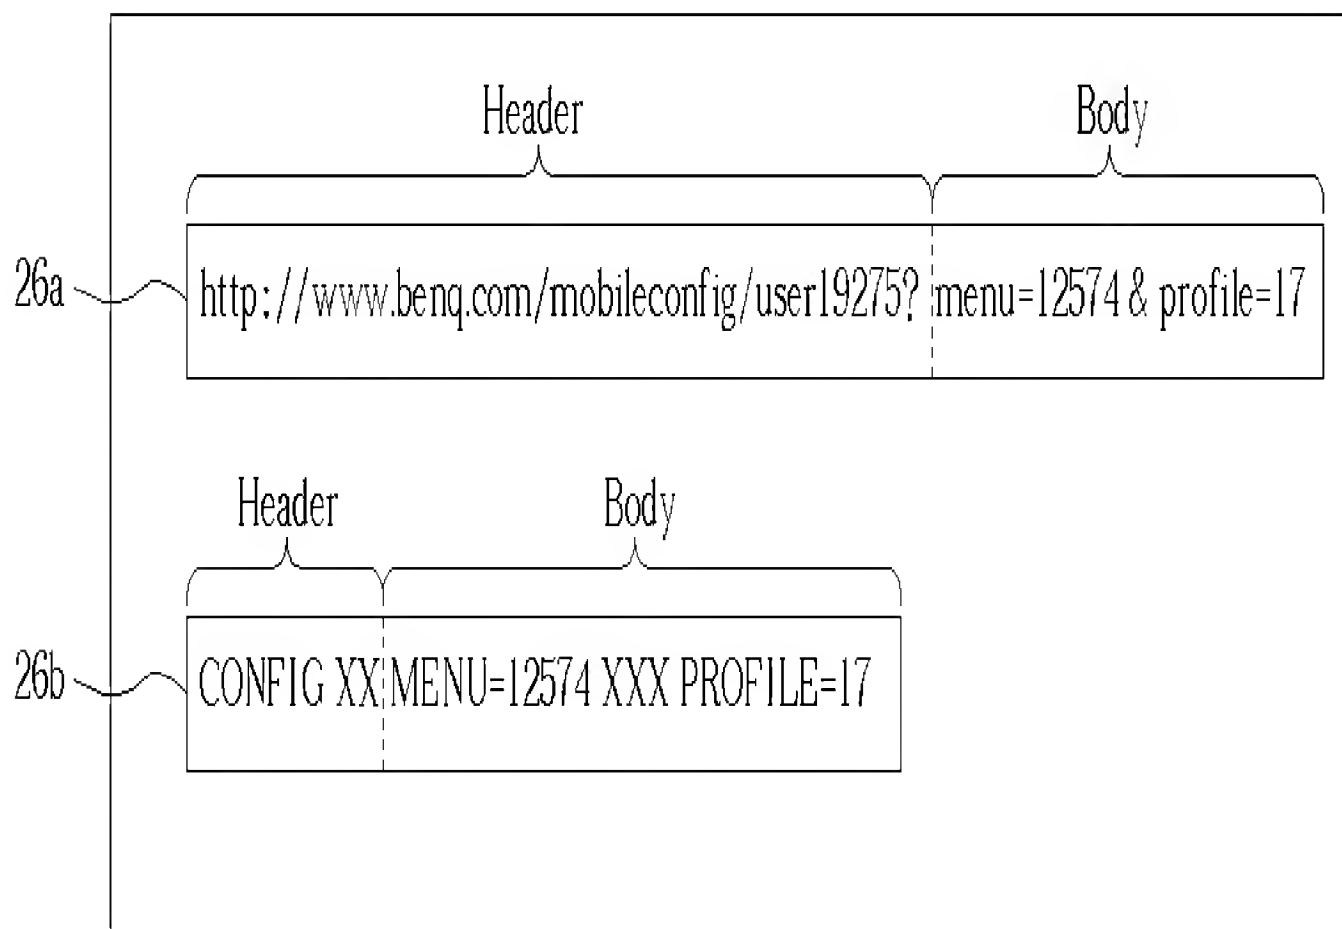 Header Body
26a http://www.benq.com/mobileconfig/user19275? menu=12574 & profile=17
Header Body
26b CONFIG XX MENU=12574 XXX PROFILE=17